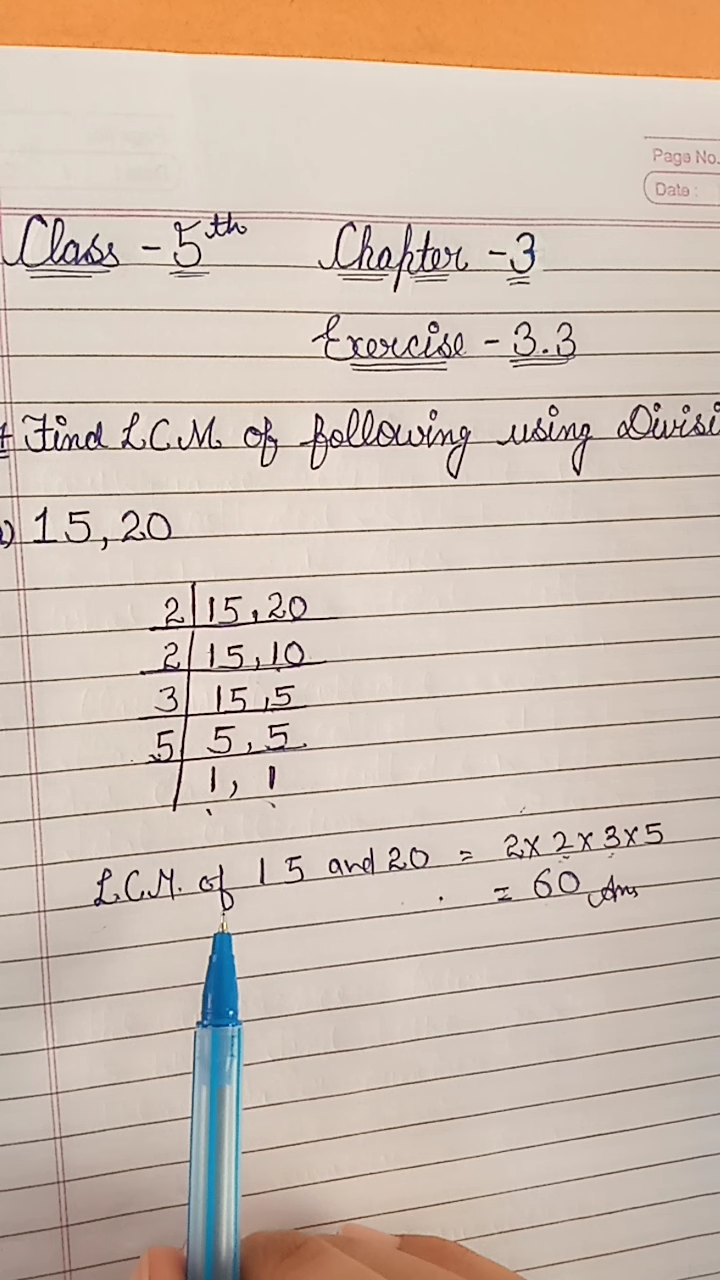 Page No.
Date :
Class - 5th Chapter - 3
Exercise - 3.3
Find L.C.M. of following using Divisi
) 15, 20
2 | 15, 20
2 | 15, 10
3 | 15, 5
5 | 5, 5
| 1, 1
L.C.M. of 15 and 20 = 2x 2 x 3 x 5
= 60 Ans